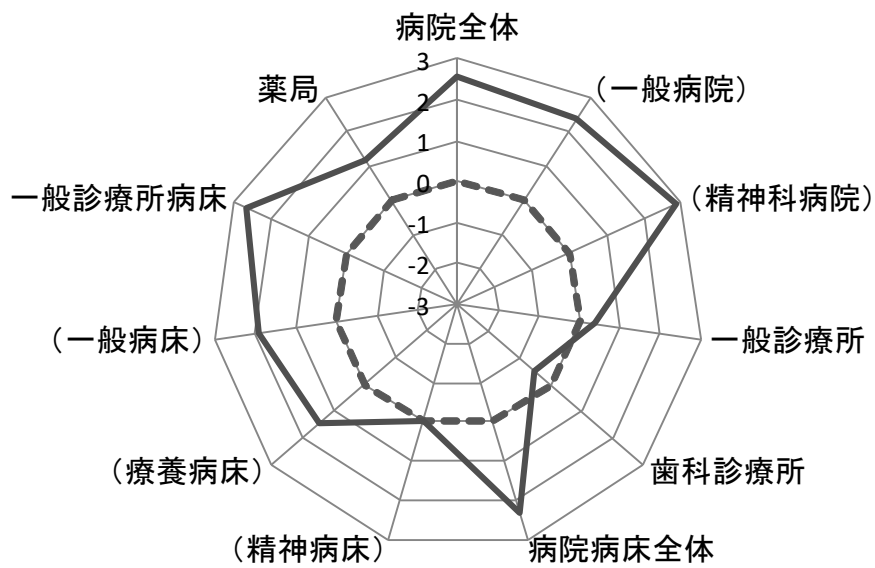 病院全体
（一般病院）
（精神科病院）
一般診療所
歯科診療所
病院病床全体
（精神病床）
（療養病床）
（一般病床）
一般診療所病床
薬局
3
2
1
0
-1
-2
-3